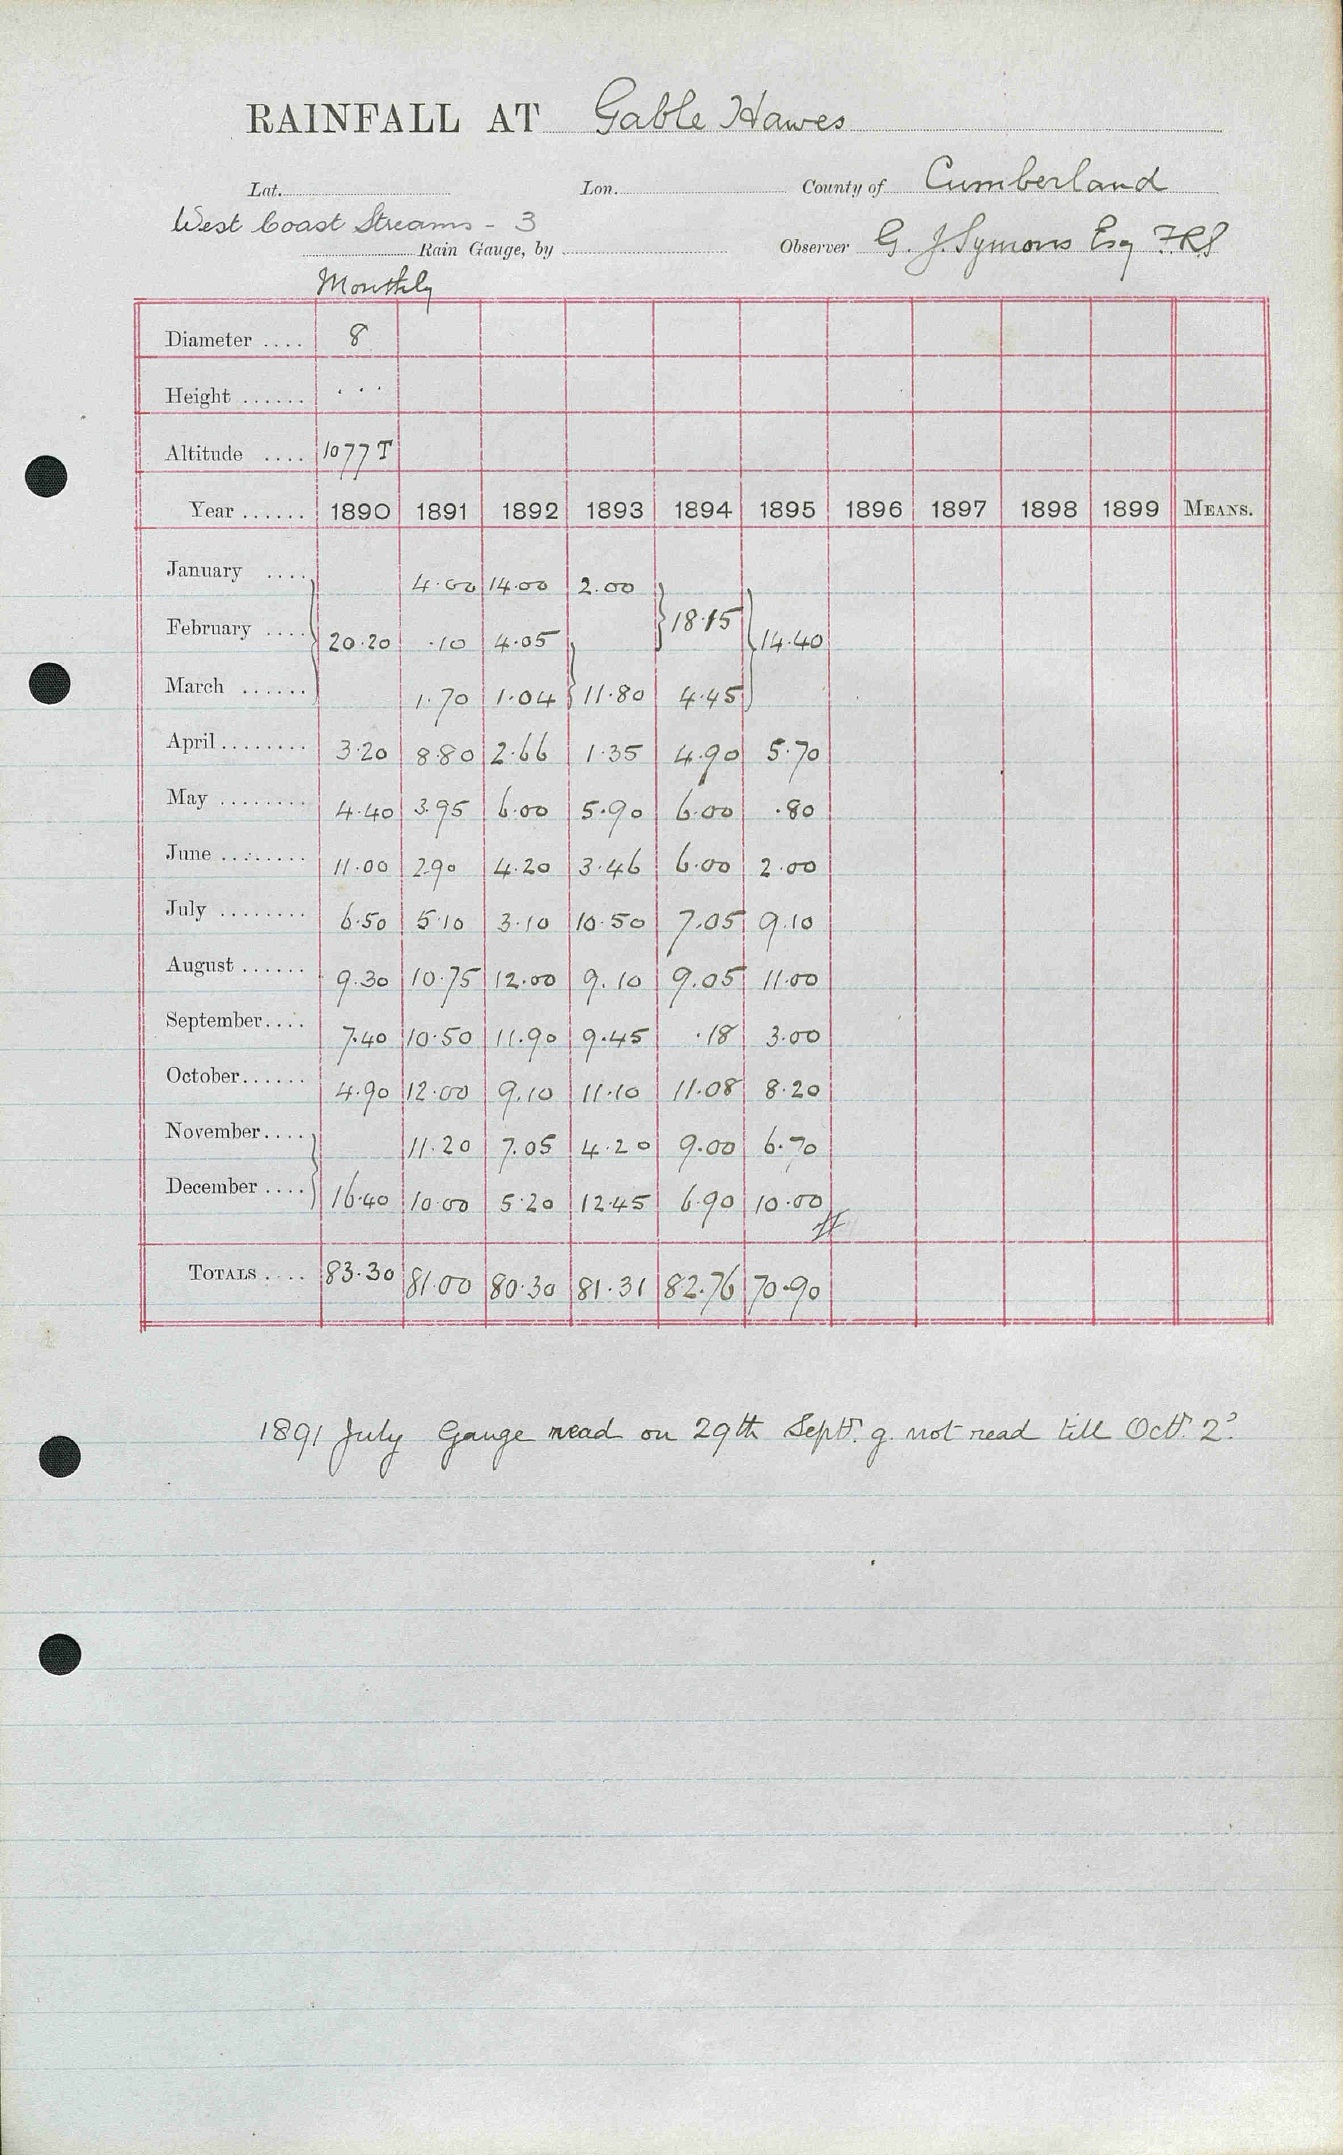 RAINFALL AT Gable Hawes
Lat. Lon. County of Cumberland
West Coast Streams - 3
Rain Gauge, by Observer G. J. Symons Esq F.R.S
Monthly
Diameter .... 8
Height ...... ...
Altitude .... 1077 T
Year ...... 1890 1891 1892 1893 1894 1895 1896 1897 1898 1899 MEANS.
January .... 4.00 14.00 2.00
February .... 20.20 .10 4.05 } 18.15 14.40
March ...... 1.70 1.04 } 11.80 4.45
April ........ 3.20 8.80 2.66 1.35 4.90 5.70
May ........ 4.40 3.95 6.00 5.90 6.00 .80
June ........ 11.00 2.90 4.20 3.46 6.00 2.00
July ........ 6.50 5.10 3.10 10.50 7.05 9.10
August ...... 9.30 10.75 12.00 9.10 9.05 11.00
September.... 7.40 10.50 11.90 9.45 .18 3.00
October...... 4.90 12.00 9.10 11.10 11.08 8.20
November.... 11.20 7.05 4.20 9.00 6.70
December .... 16.40 10.00 5.20 12.45 6.90 10.00
TOTALS .... 83.30 81.00 80.30 81.31 82.76 70.90
1891 July Gauge read on 29th Sept. g. not read till Oct. 2?